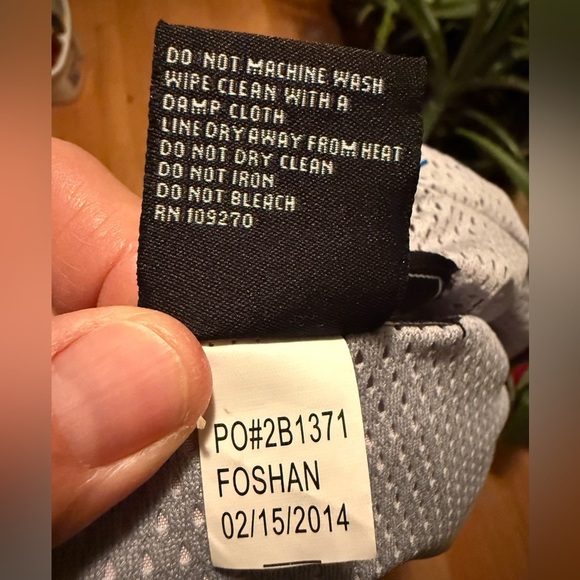 DO NOT MACHINE WASH
WIPE CLEAN WITH A
DAMP CLOTH
LINE DRY AWAY FROM HEAT
DO NOT DRY CLEAN
DO NOT IRON
DO NOT BLEACH
RN 109270
PO#2B1371
FOSHAN
02/15/2014